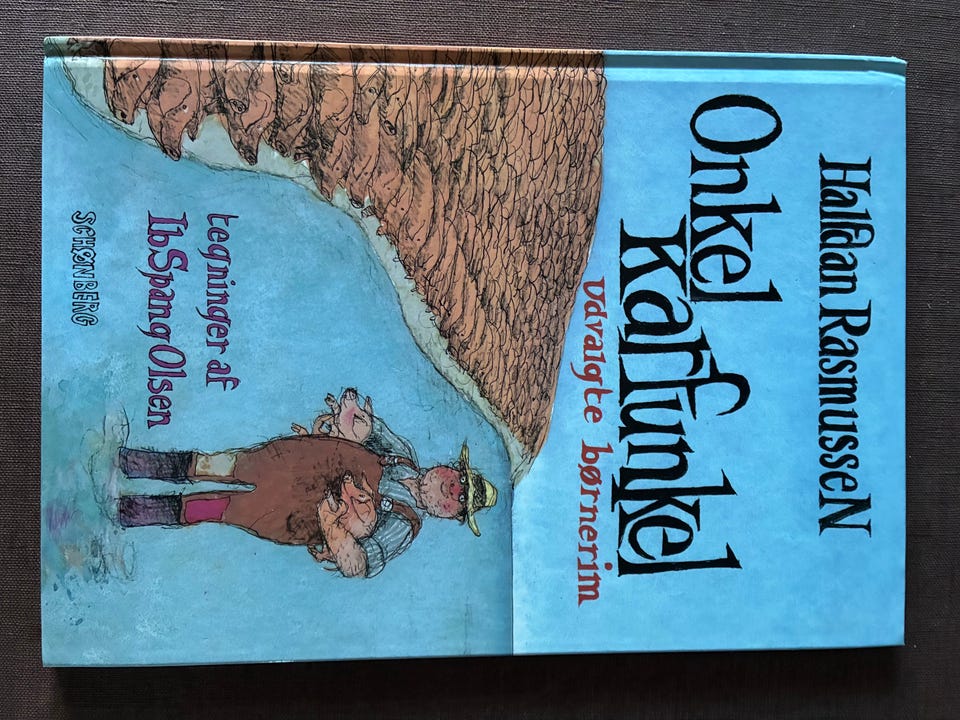 Halfdan RasmusseN
Onkel
Karfunkel
Udvalgte børnerim
tegninger af
Ib Spang Olsen
SCHØNBERG